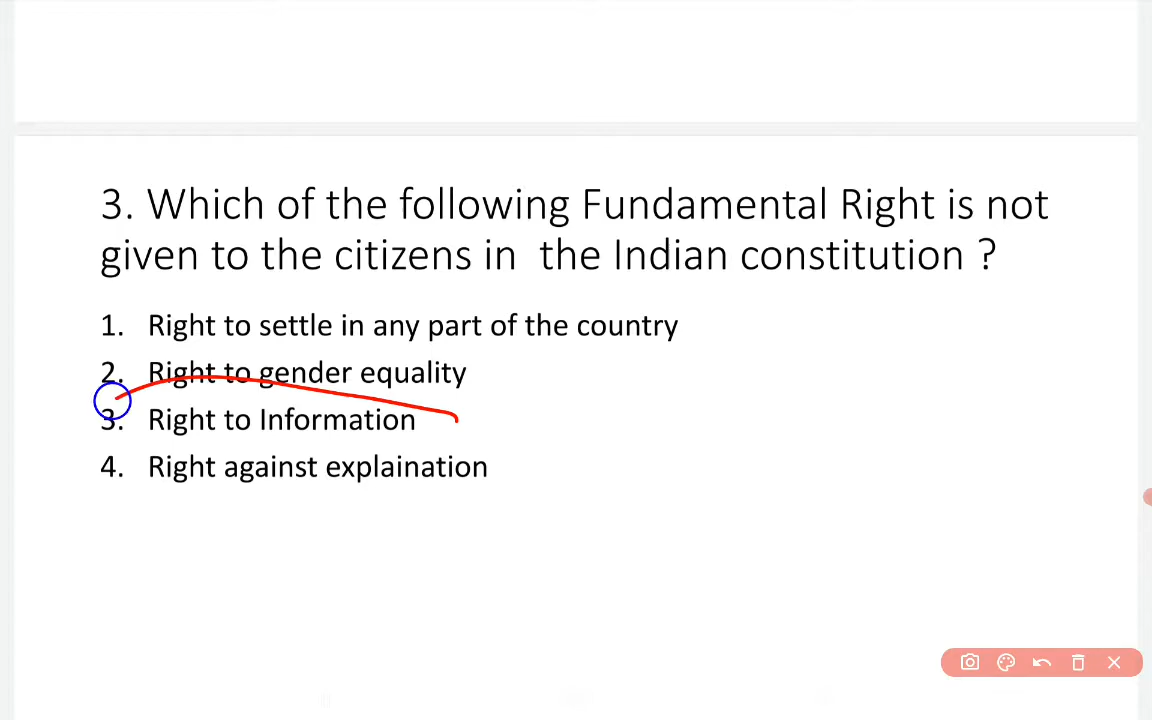 3. Which of the following Fundamental Right is not
given to the citizens in  the Indian constitution ?
1. Right to settle in any part of the country
2. Right to gender equality
3. Right to Information
4. Right against explaination